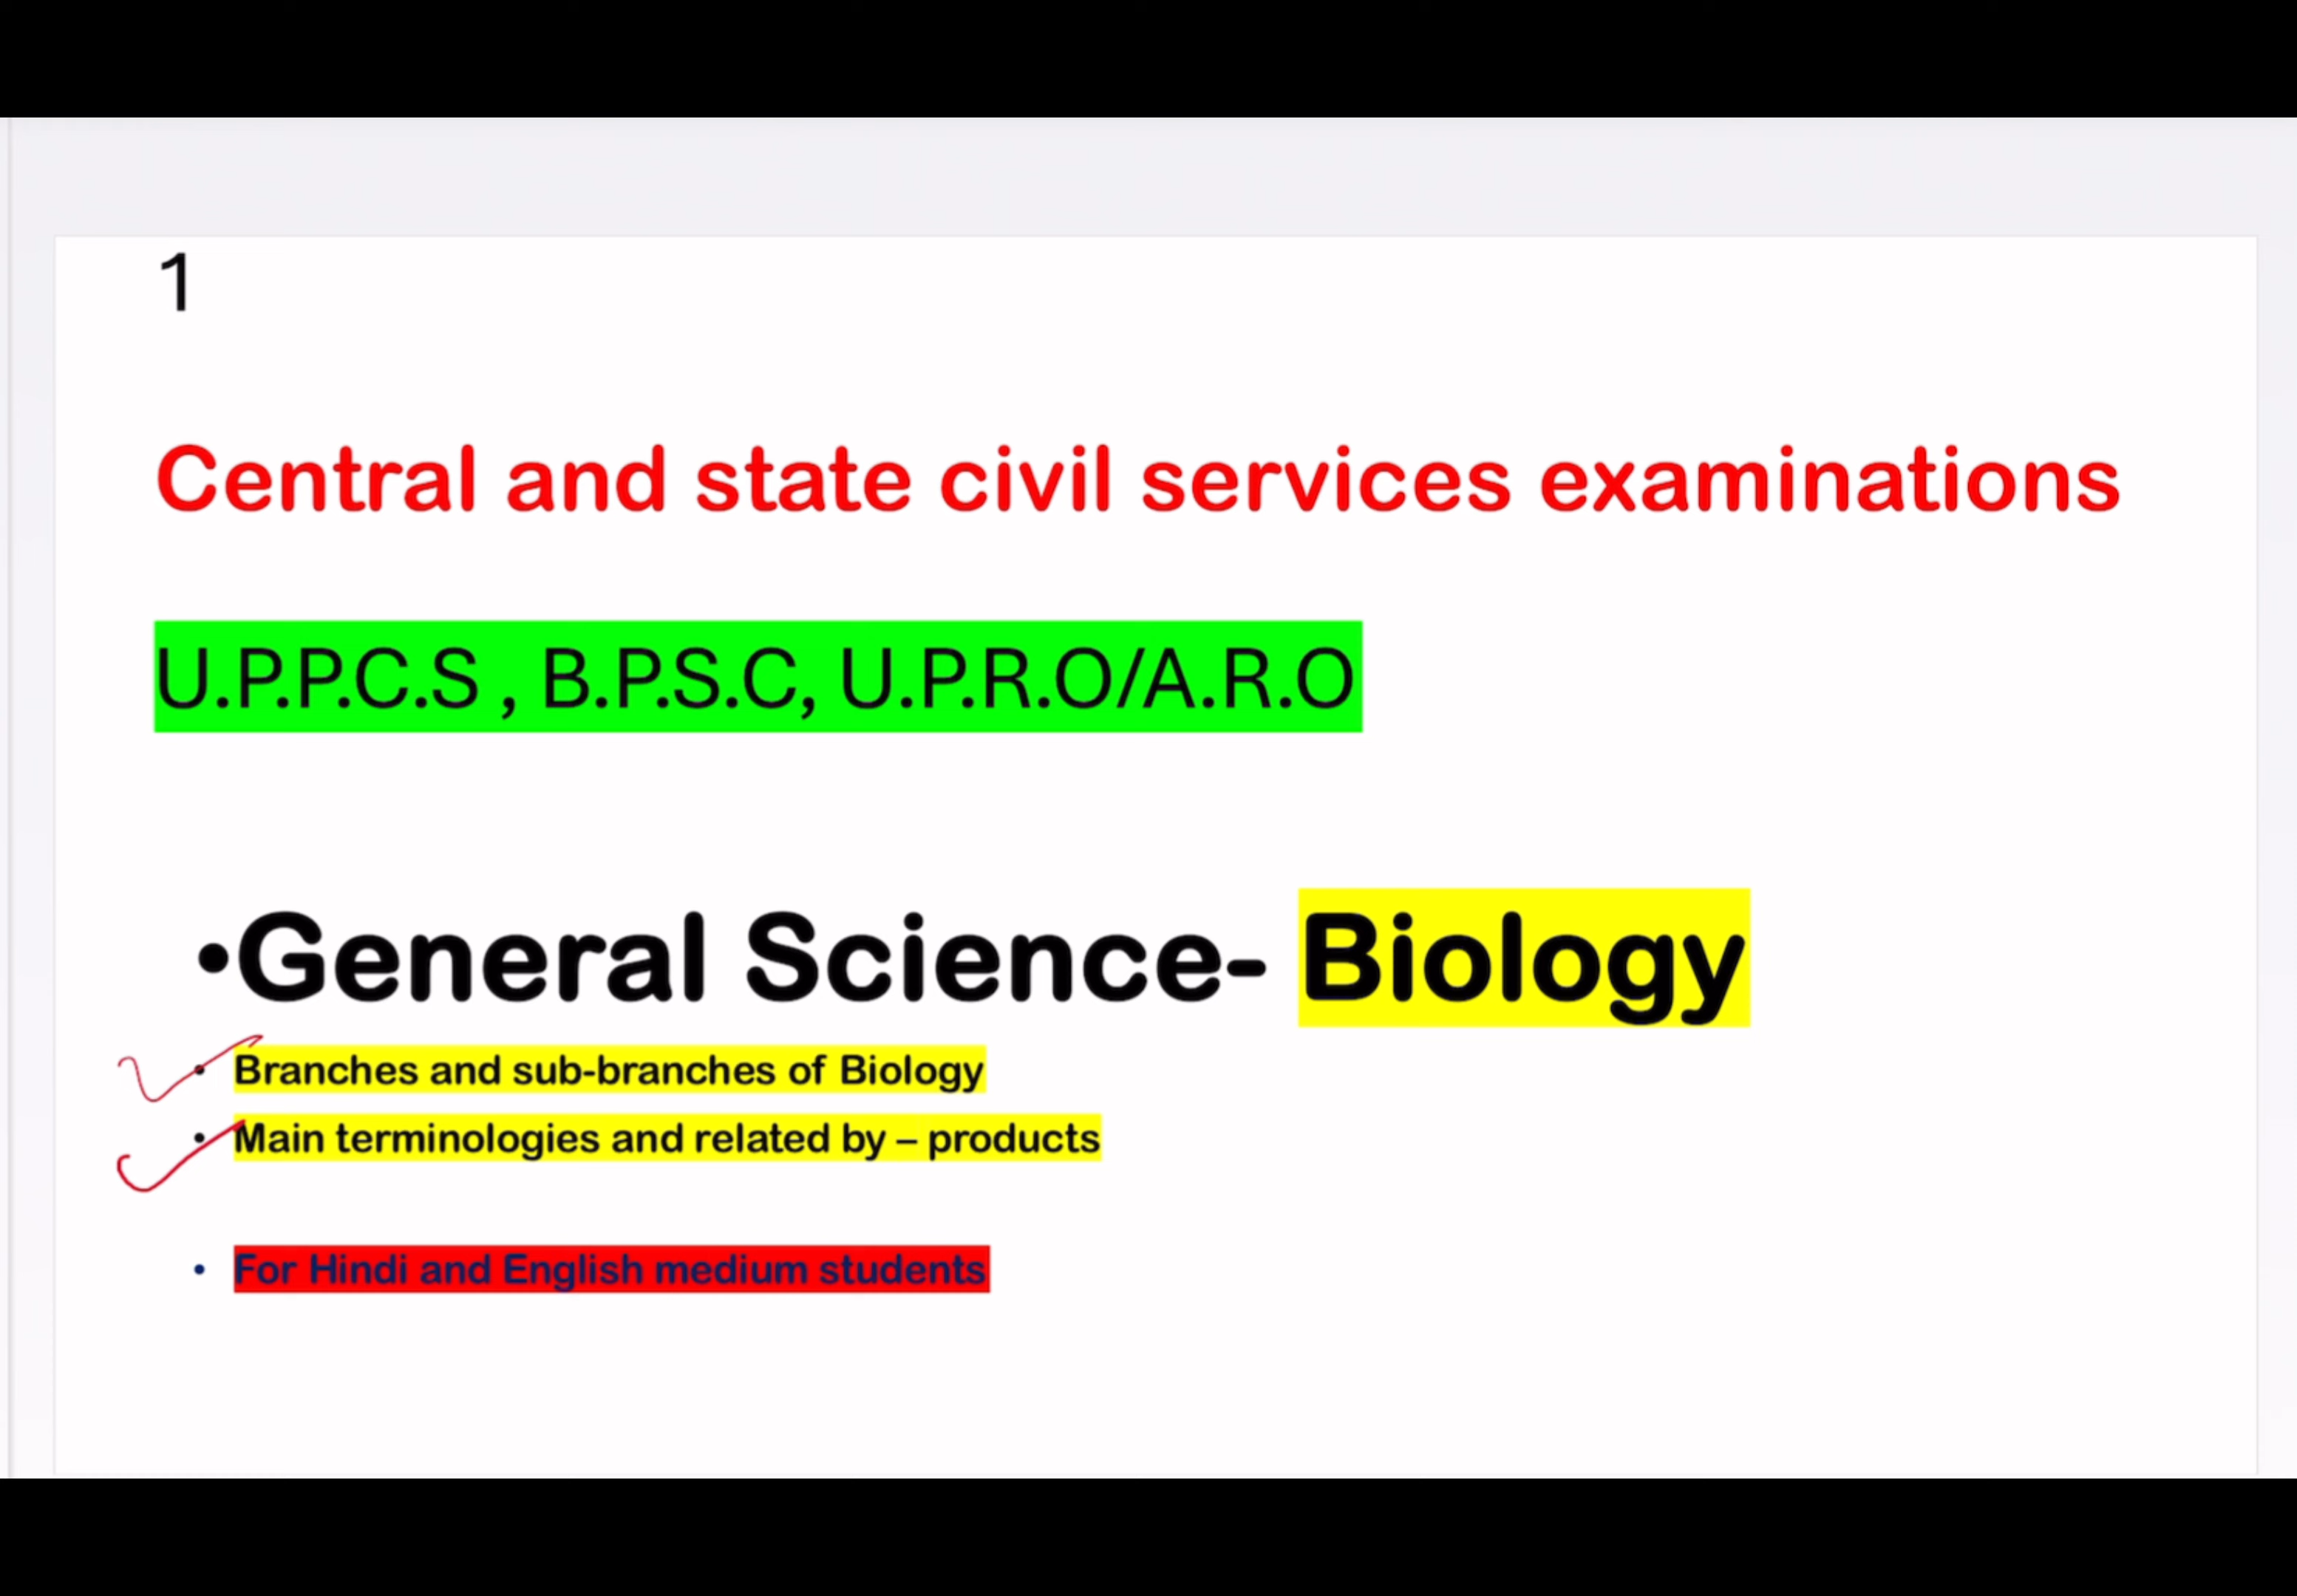 1
Central and state civil services examinations
U.P.P.C.S , B.P.S.C, U.P.R.O/A.R.O
•General Science- Biology
• Branches and sub-branches of Biology
• Main terminologies and related by – products
• For Hindi and English medium students